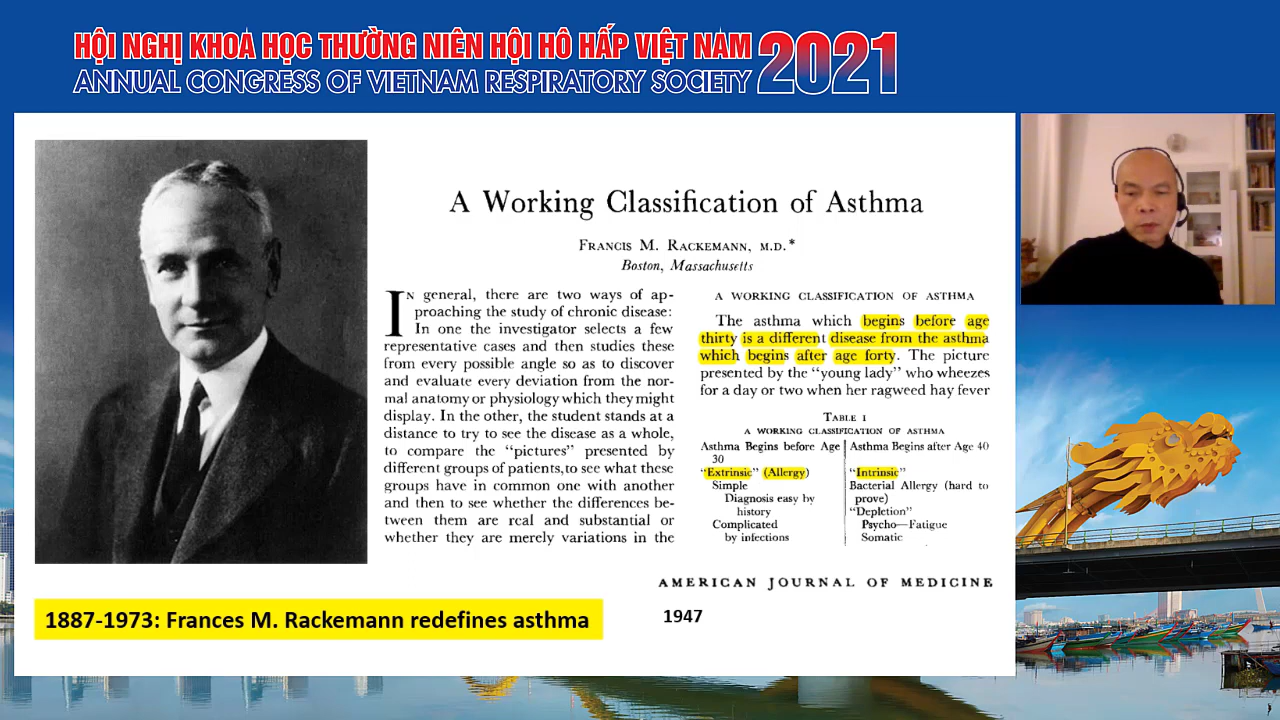 HỘI NGHỊ KHOA HỌC THƯỜNG NIÊN HỘI HÔ HẤP VIỆT NAM
ANNUAL CONGRESS OF VIETNAM RESPIRATORY SOCIETY
2021
A Working Classification of Asthma
FRANCIS M. RACKEMANN, M.D.*
Boston, Massachusetts
IN general, there are two ways of ap-
proaching the study of chronic disease:
In one the investigator selects a few
representative cases and then studies these
from every possible angle so as to discover
and evaluate every deviation from the nor-
mal anatomy or physiology which they might
display. In the other, the student stands at a
distance to try to see the disease as a whole,
to compare the “pictures” presented by
different groups of patients,to see what these
groups have in common one with another
and then to see whether the differences be-
tween them are real and substantial or
whether they are merely variations in the
A WORKING CLASSIFICATION OF ASTHMA
The asthma which begins before age
thirty is a different disease from the asthma
which begins after age forty. The picture
presented by the “young lady” who wheezes
for a day or two when her ragweed hay fever
TABLE I
A WORKING CLASSIFICATION OF ASTHMA
Asthma Begins before Age
30
“Extrinsic” (Allergy)
Simple
Diagnosis easy by
history
Complicated
by infections
Asthma Begins after Age 40
“Intrinsic”
Bacterial Allergy (hard to
prove)
“Depletion”
Psycho—Fatigue
Somatic
AMERICAN JOURNAL OF MEDICINE
1887-1973: Frances M. Rackemann redefines asthma
1947